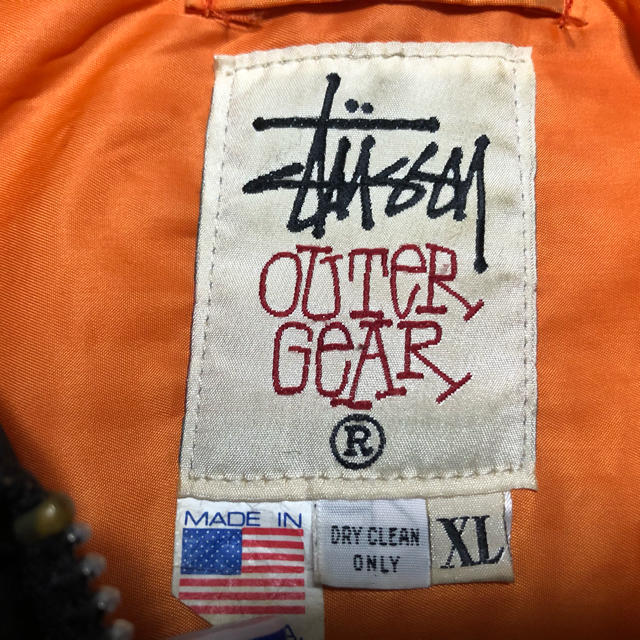 Stüssy
OUTER
GEAR
®
MADE IN
DRY CLEAN
ONLY
XL